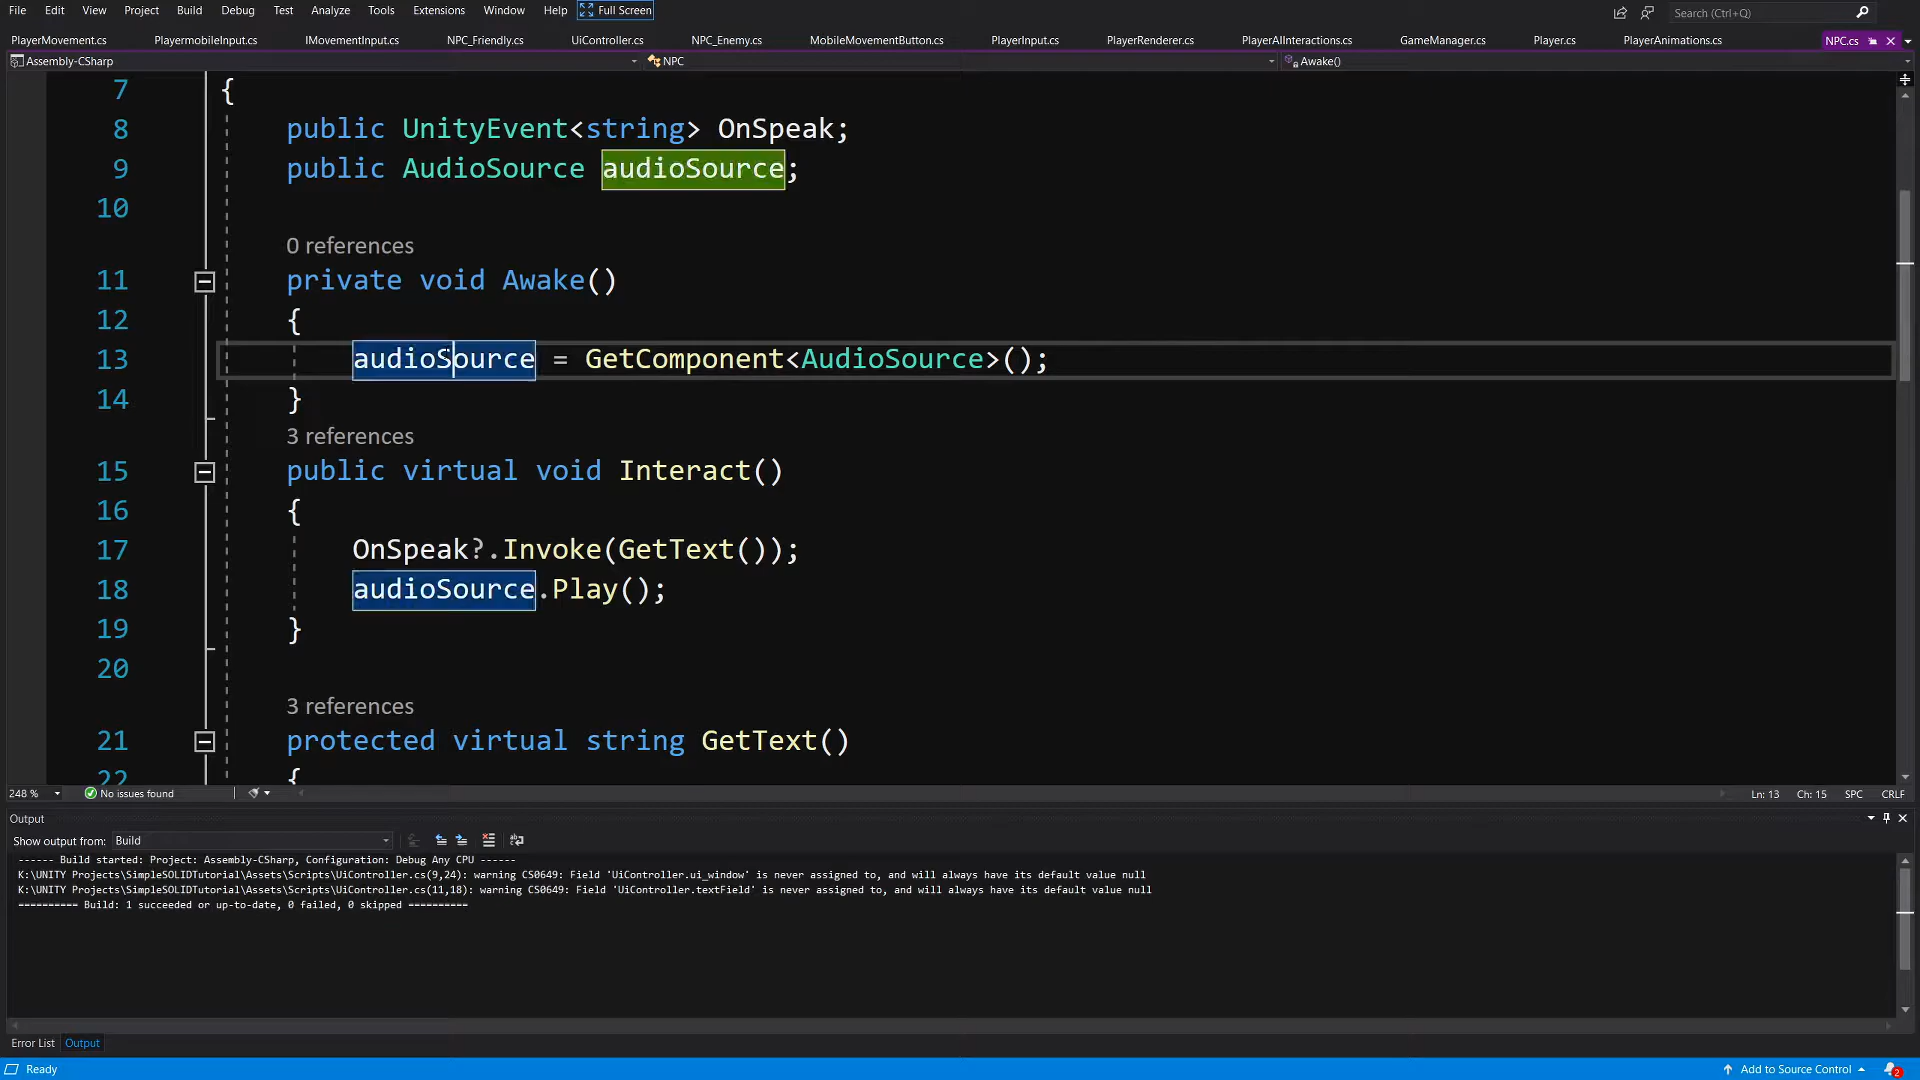 File Edit View Project Build Debug Test Analyze Tools Extensions Window Help Full Screen Search (Ctrl+Q)
PlayerMovement.cs PlayermobileInput.cs IMovementInput.cs NPC_Friendly.cs UiController.cs NPC_Enemy.cs MobileMovementButton.cs PlayerInput.cs PlayerRenderer.cs PlayerAIInteractions.cs GameManager.cs Player.cs PlayerAnimations.cs NPC.cs
Assembly-CSharp NPC Awake()
7 {
8 public UnityEvent<string> OnSpeak;
9 public AudioSource audioSource;
10
0 references
11 private void Awake()
12 {
13 audioSource = GetComponent<AudioSource>();
14 }
3 references
15 public virtual void Interact()
16 {
17 OnSpeak?.Invoke(GetText());
18 audioSource.Play();
19 }
20
3 references
21 protected virtual string GetText()
22 {
248 % No issues found Ln: 13 Ch: 15 SPC CRLF
Output
Show output from: Build
------ Build started: Project: Assembly-CSharp, Configuration: Debug Any CPU ------
K:\UNITY Projects\SimpleSOLIDTutorial\Assets\Scripts\UiController.cs(9,24): warning CS0649: Field 'UiController.ui_window' is never assigned to, and will always have its default value null
K:\UNITY Projects\SimpleSOLIDTutorial\Assets\Scripts\UiController.cs(11,18): warning CS0649: Field 'UiController.textField' is never assigned to, and will always have its default value null
========== Build: 1 succeeded or up-to-date, 0 failed, 0 skipped ==========
Error List Output
Ready Add to Source Control 2